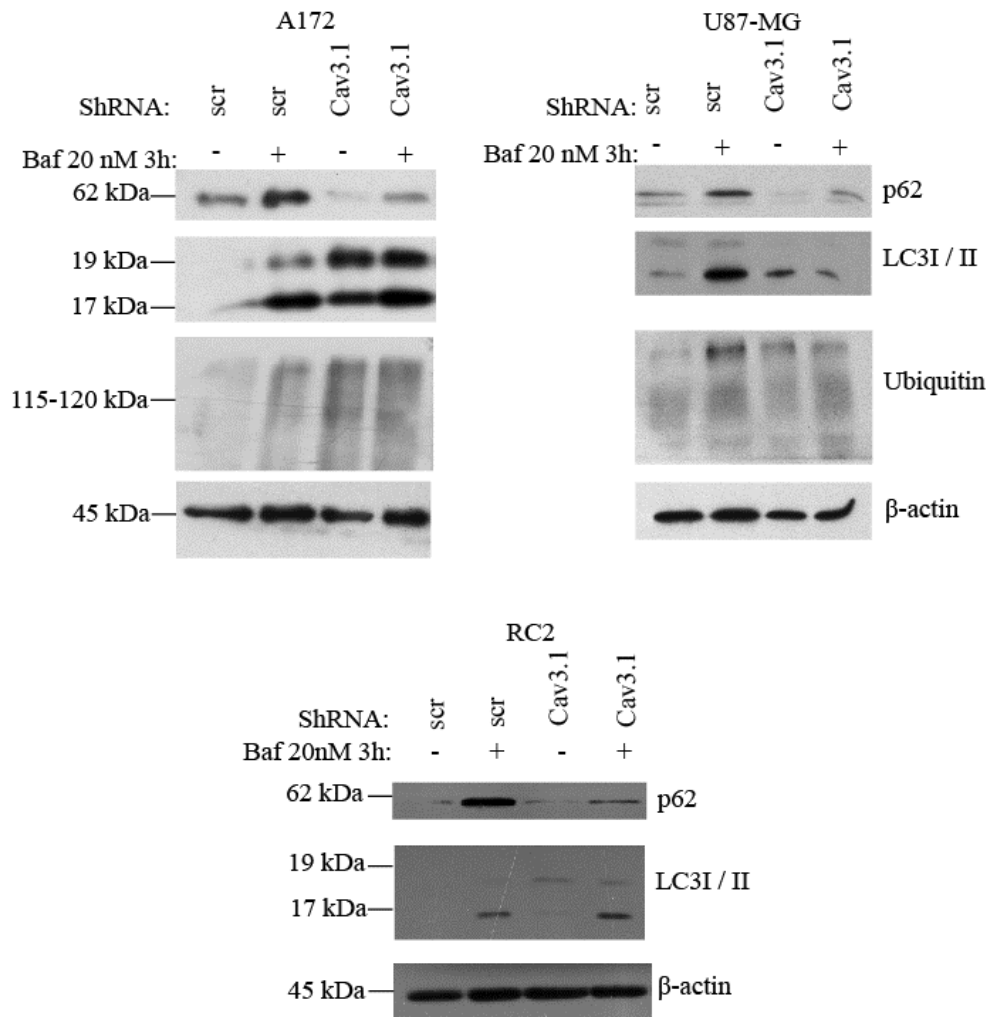 A172
ShRNA: scr scr Cav3.1 Cav3.1
Baf 20 nM 3h: - + - +
62 kDa
19 kDa
17 kDa
115-120 kDa
45 kDa
U87-MG
ShRNA: scr scr Cav3.1 Cav3.1
Baf 20 nM 3h: - + - +
p62
LC3I / II
Ubiquitin
β-actin
RC2
ShRNA: scr scr Cav3.1 Cav3.1
Baf 20nM 3h: - + - +
62 kDa p62
19 kDa
LC3I / II
17 kDa
45 kDa β-actin